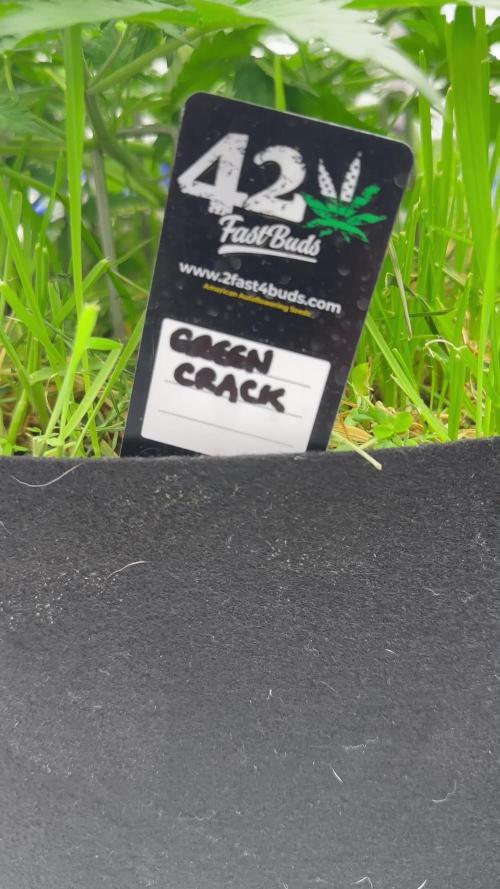 42
FastBuds
www.2fast4buds.com
American Autoflowering Seeds
GREEN
CRACK